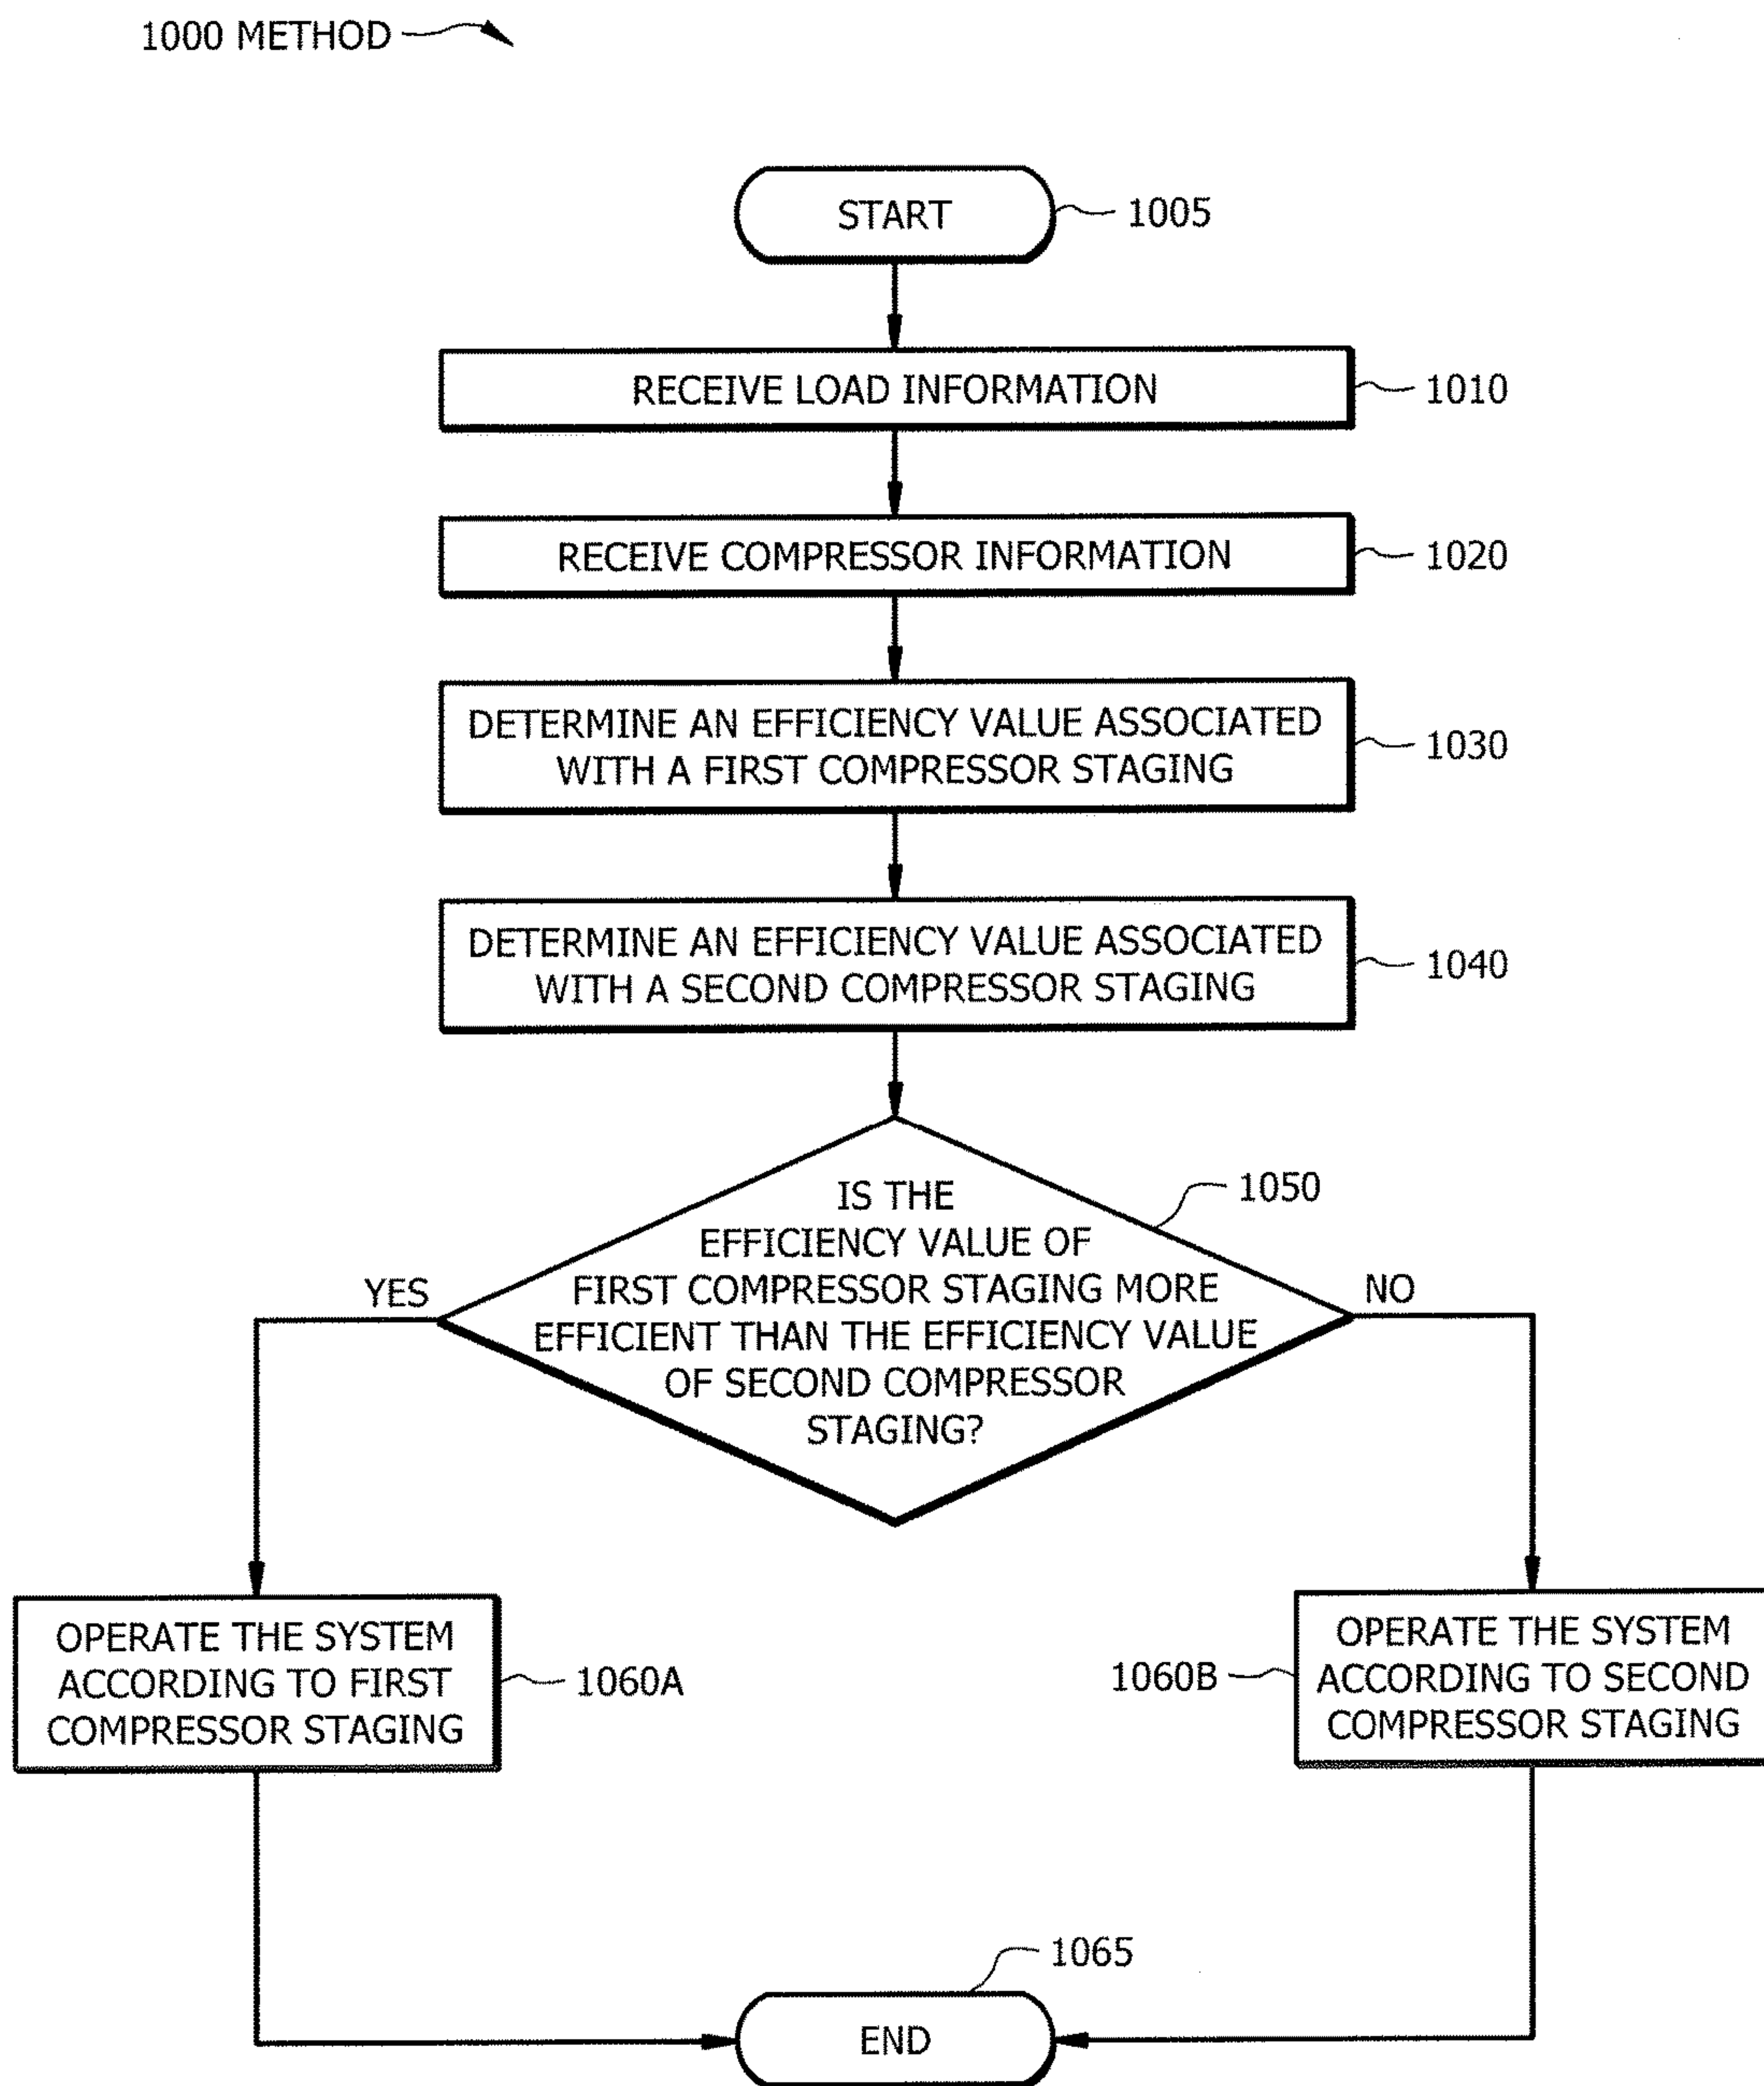 1000 METHOD
START
1005
RECEIVE LOAD INFORMATION
1010
RECEIVE COMPRESSOR INFORMATION
1020
DETERMINE AN EFFICIENCY VALUE ASSOCIATED
WITH A FIRST COMPRESSOR STAGING
1030
DETERMINE AN EFFICIENCY VALUE ASSOCIATED
WITH A SECOND COMPRESSOR STAGING
1040
IS THE
EFFICIENCY VALUE OF
FIRST COMPRESSOR STAGING MORE
EFFICIENT THAN THE EFFICIENCY VALUE
OF SECOND COMPRESSOR
STAGING?
1050
YES
NO
OPERATE THE SYSTEM
ACCORDING TO FIRST
COMPRESSOR STAGING
1060A
1060B
OPERATE THE SYSTEM
ACCORDING TO SECOND
COMPRESSOR STAGING
1065
END